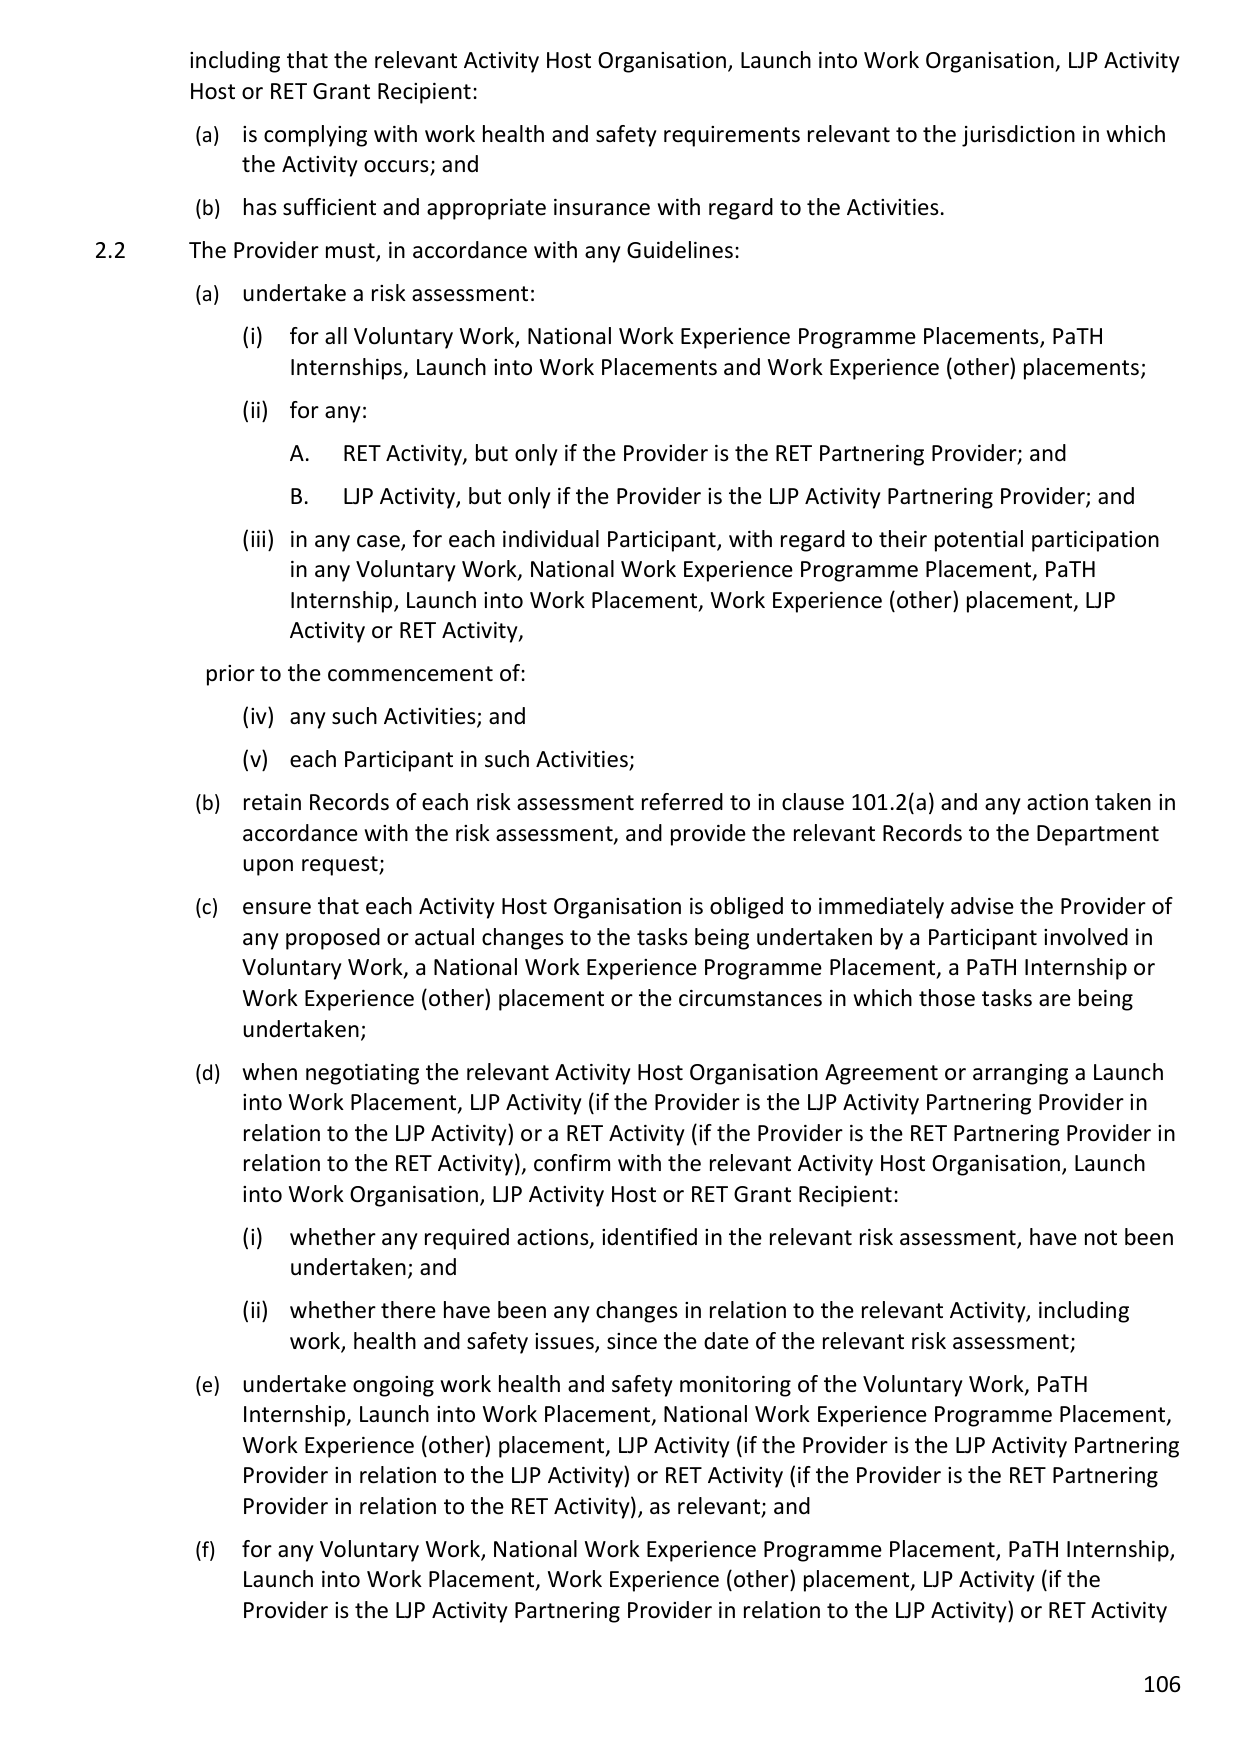 including that the relevant Activity Host Organisation, Launch into Work Organisation, LJP Activity
Host or RET Grant Recipient:
(a) is complying with work health and safety requirements relevant to the jurisdiction in which
the Activity occurs; and
(b) has sufficient and appropriate insurance with regard to the Activities.
2.2 The Provider must, in accordance with any Guidelines:
(a) undertake a risk assessment:
(i) for all Voluntary Work, National Work Experience Programme Placements, PaTH
Internships, Launch into Work Placements and Work Experience (other) placements;
(ii) for any:
A. RET Activity, but only if the Provider is the RET Partnering Provider; and
B. LJP Activity, but only if the Provider is the LJP Activity Partnering Provider; and
(iii) in any case, for each individual Participant, with regard to their potential participation
in any Voluntary Work, National Work Experience Programme Placement, PaTH
Internship, Launch into Work Placement, Work Experience (other) placement, LJP
Activity or RET Activity,
prior to the commencement of:
(iv) any such Activities; and
(v) each Participant in such Activities;
(b) retain Records of each risk assessment referred to in clause 101.2(a) and any action taken in
accordance with the risk assessment, and provide the relevant Records to the Department
upon request;
(c) ensure that each Activity Host Organisation is obliged to immediately advise the Provider of
any proposed or actual changes to the tasks being undertaken by a Participant involved in
Voluntary Work, a National Work Experience Programme Placement, a PaTH Internship or
Work Experience (other) placement or the circumstances in which those tasks are being
undertaken;
(d) when negotiating the relevant Activity Host Organisation Agreement or arranging a Launch
into Work Placement, LJP Activity (if the Provider is the LJP Activity Partnering Provider in
relation to the LJP Activity) or a RET Activity (if the Provider is the RET Partnering Provider in
relation to the RET Activity), confirm with the relevant Activity Host Organisation, Launch
into Work Organisation, LJP Activity Host or RET Grant Recipient:
(i) whether any required actions, identified in the relevant risk assessment, have not been
undertaken; and
(ii) whether there have been any changes in relation to the relevant Activity, including
work, health and safety issues, since the date of the relevant risk assessment;
(e) undertake ongoing work health and safety monitoring of the Voluntary Work, PaTH
Internship, Launch into Work Placement, National Work Experience Programme Placement,
Work Experience (other) placement, LJP Activity (if the Provider is the LJP Activity Partnering
Provider in relation to the LJP Activity) or RET Activity (if the Provider is the RET Partnering
Provider in relation to the RET Activity), as relevant; and
(f) for any Voluntary Work, National Work Experience Programme Placement, PaTH Internship,
Launch into Work Placement, Work Experience (other) placement, LJP Activity (if the
Provider is the LJP Activity Partnering Provider in relation to the LJP Activity) or RET Activity
106